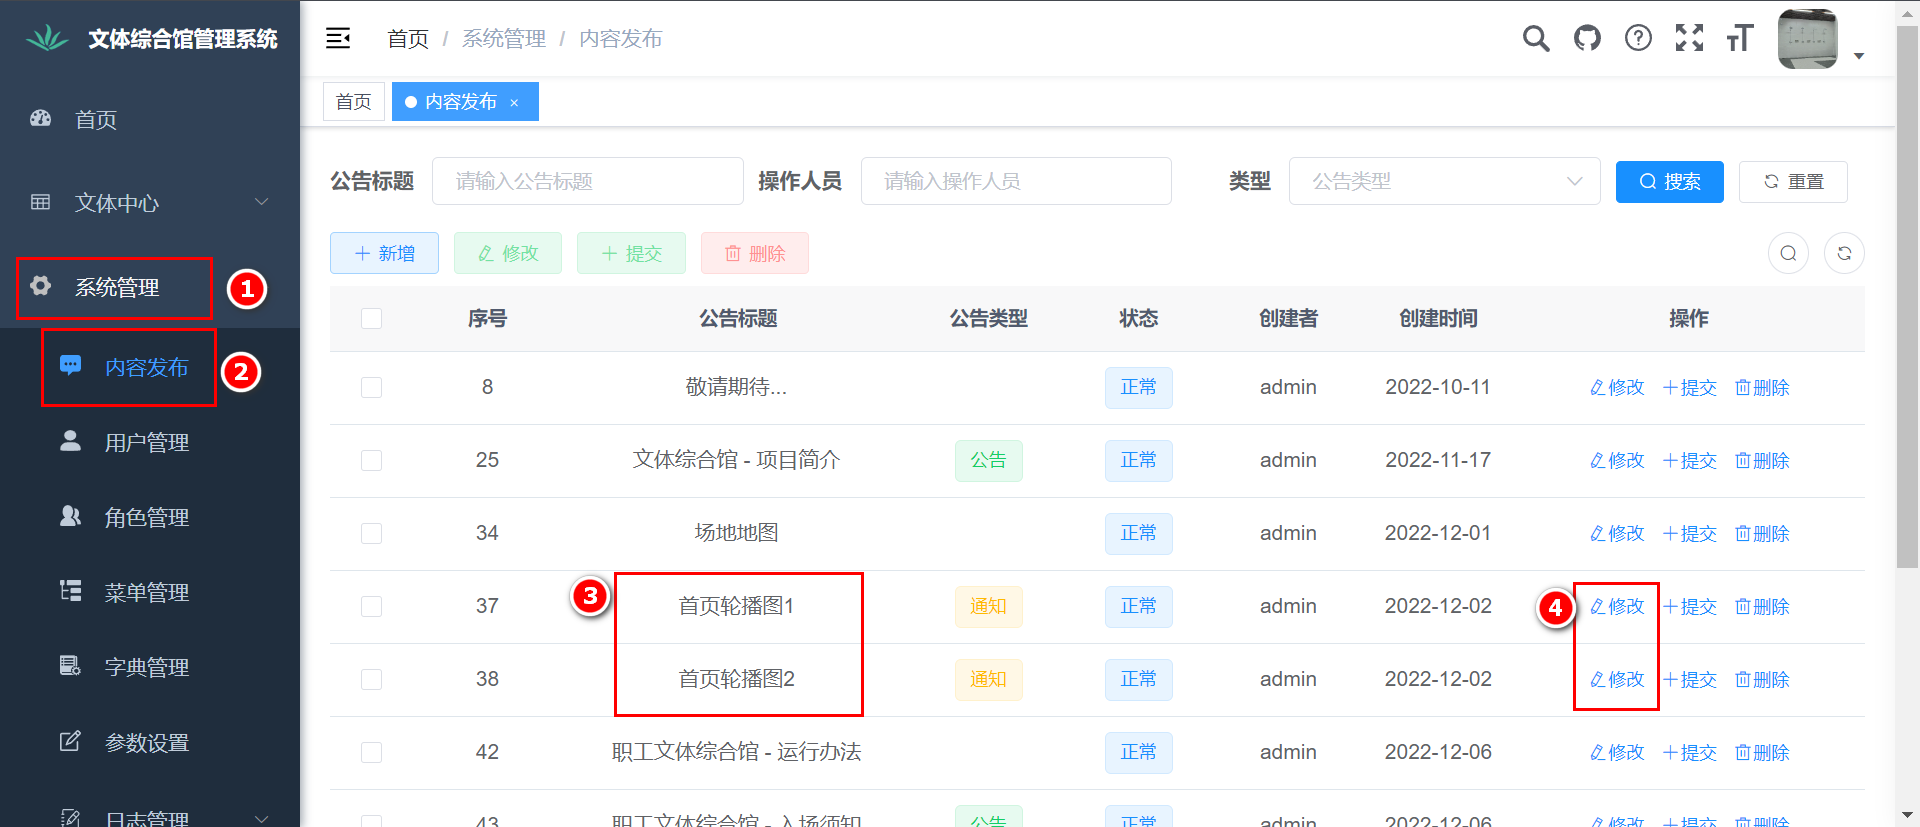 文体综合馆管理系统
首页 / 系统管理 / 内容发布
首页
内容发布 ×
首页
文体中心
系统管理
1
内容发布
2
用户管理
角色管理
菜单管理
字典管理
参数设置
日志管理
公告标题 请输入公告标题 操作人员 请输入操作人员 类型 公告类型 搜索 重置
新增 修改 提交 删除
序号 公告标题 公告类型 状态 创建者 创建时间 操作
8 敬请期待... 正常 admin 2022-10-11 修改 提交 删除
25 文体综合馆 - 项目简介 公告 正常 admin 2022-11-17 修改 提交 删除
34 场地地图 正常 admin 2022-12-01 修改 提交 删除
3
4
37 首页轮播图1 通知 正常 admin 2022-12-02 修改 提交 删除
38 首页轮播图2 通知 正常 admin 2022-12-02 修改 提交 删除
42 职工文体综合馆 - 运行办法 正常 admin 2022-12-06 修改 提交 删除
43 职工文体综合馆 - 入场须知 公告 正常 admin 2022-12-06 修改 提交 删除